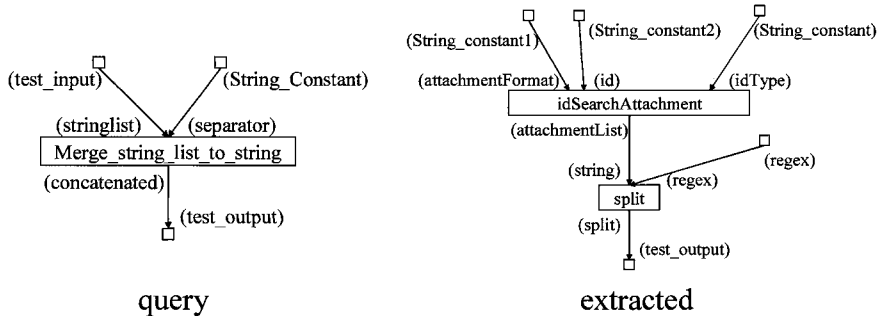 (test_input)
(String_Constant)
(stringlist)
(separator)
Merge_string_list_to_string
(concatenated)
(test_output)
query
(String_constant1)
(String_constant2)
(String_constant)
(attachmentFormat)
(id)
(idType)
idSearchAttachment
(attachmentList)
(regex)
(string)
(regex)
split
(split)
(test_output)
extracted